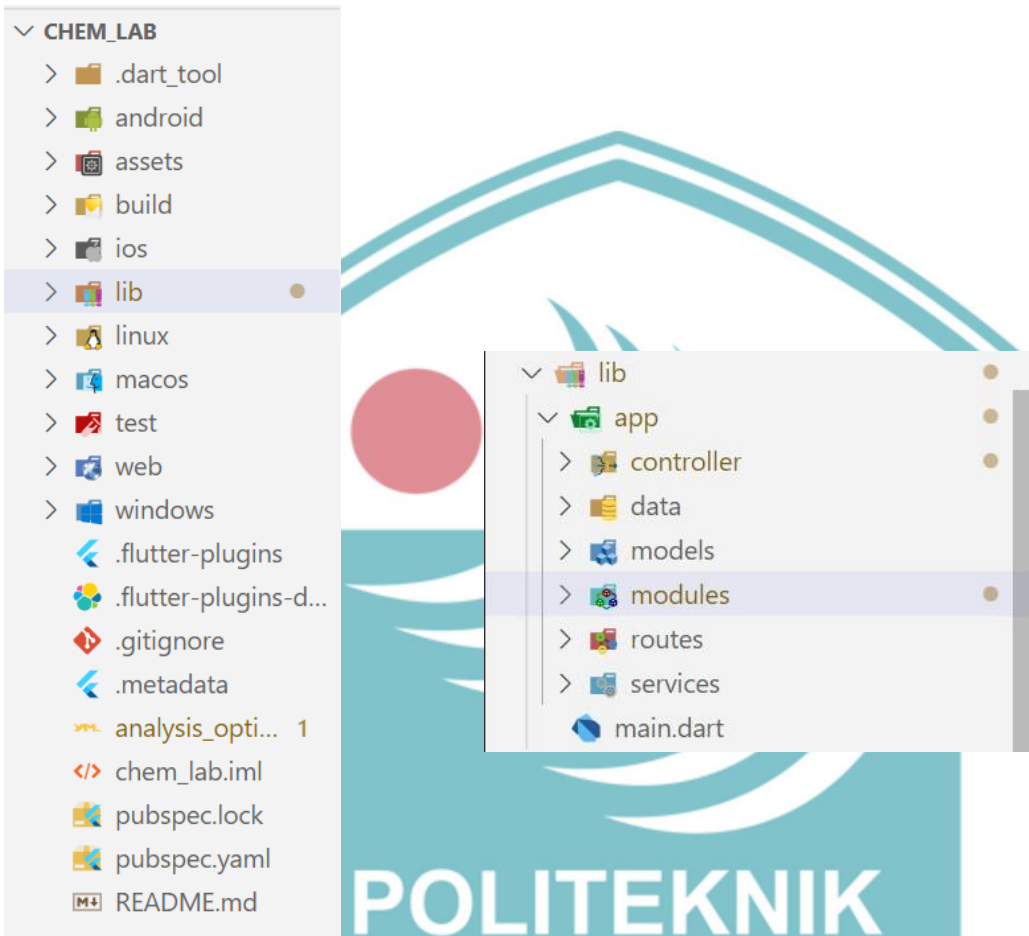 CHEM_LAB
.dart_tool
android
assets
build
ios
lib
linux
macos
test
web
windows
.flutter-plugins
.flutter-plugins-d...
.gitignore
.metadata
analysis_opti... 1
chem_lab.iml
pubspec.lock
pubspec.yaml
README.md
lib
app
controller
data
models
modules
routes
services
main.dart
POLITEKNIK